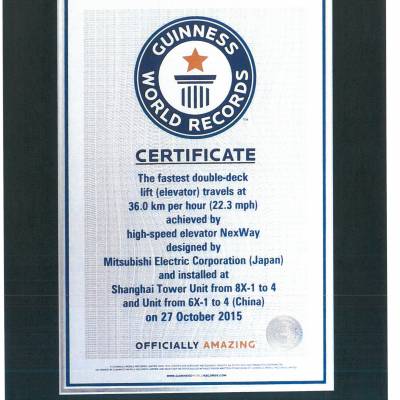 GUINNESS
WORLD RECORDS
CERTIFICATE
The fastest double-deck
lift (elevator) travels at
36.0 km per hour (22.3 mph)
achieved by
high-speed elevator NexWay
designed by
Mitsubishi Electric Corporation (Japan)
and installed at
Shanghai Tower Unit from 8X-1 to 4
and Unit from 6X-1 to 4 (China)
on 27 October 2015
OFFICIALLY AMAZING
WWW.GUINNESSWORLDRECORDS.COM